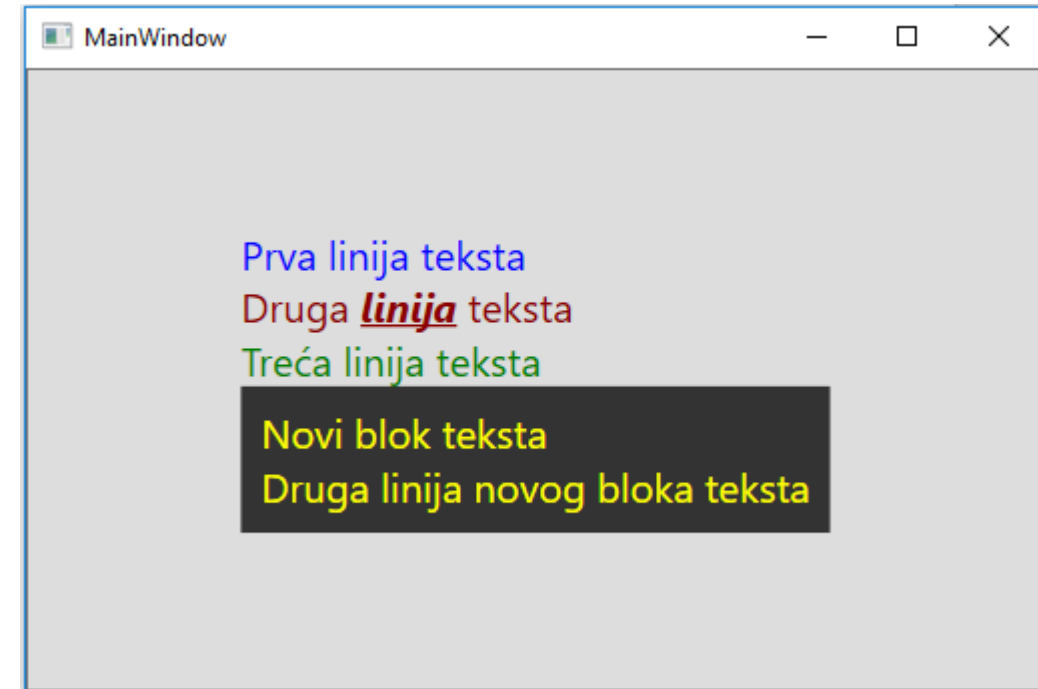 MainWindow
Prva linija teksta
Druga linija teksta
Treća linija teksta
Novi blok teksta
Druga linija novog bloka teksta